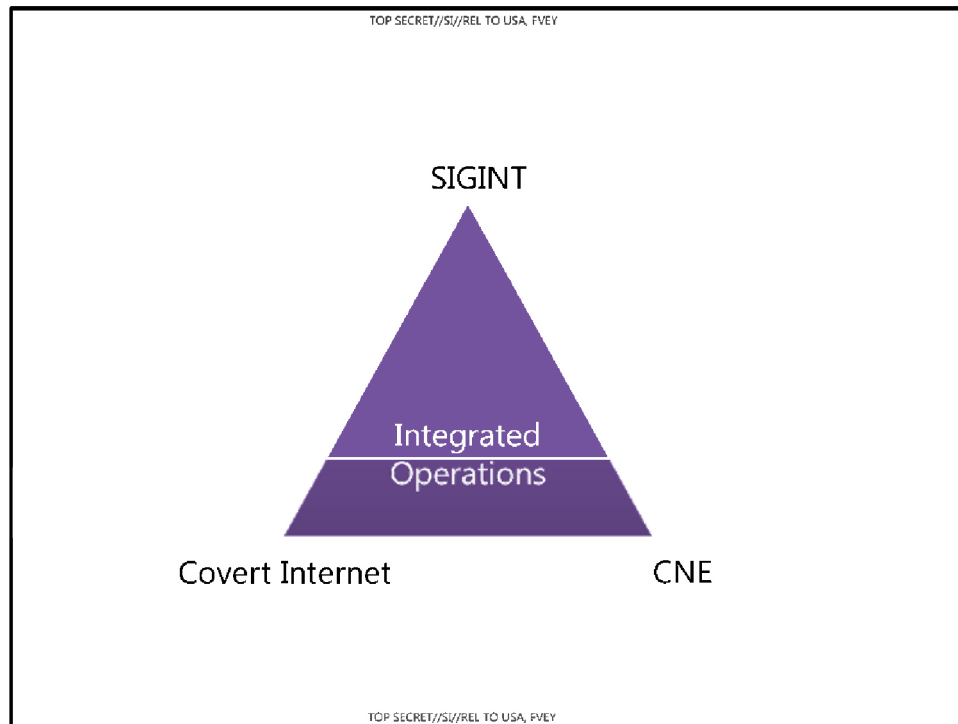 TOP SECRET//SI//REL TO USA, FVEY
SIGINT
Integrated
Operations
Covert Internet
CNE
TOP SECRET//SI//REL TO USA, FVEY